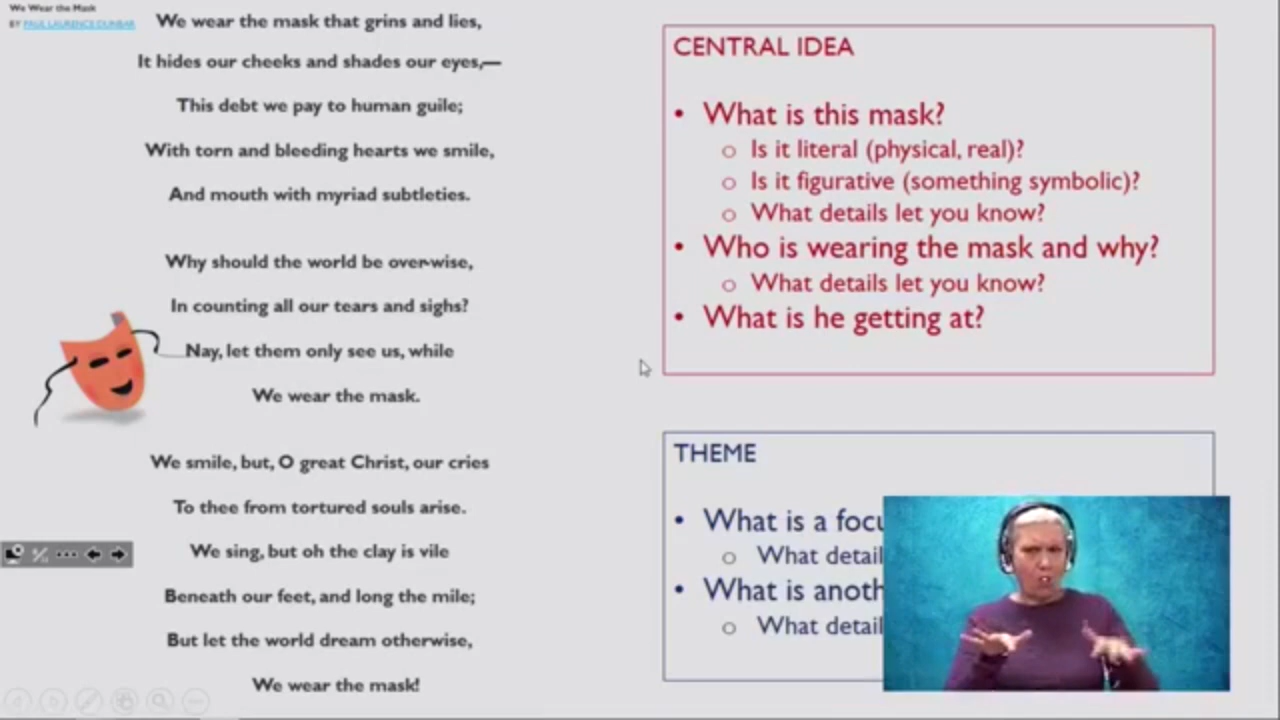 We Wear the Mask
BY PAUL LAURENCE DUNBAR
We wear the mask that grins and lies,
It hides our cheeks and shades our eyes,—
This debt we pay to human guile;
With torn and bleeding hearts we smile,
And mouth with myriad subtleties.
Why should the world be over-wise,
In counting all our tears and sighs?
Nay, let them only see us, while
We wear the mask.
We smile, but, O great Christ, our cries
To thee from tortured souls arise.
We sing, but oh the clay is vile
Beneath our feet, and long the mile;
But let the world dream otherwise,
We wear the mask!
CENTRAL IDEA
• What is this mask?
o Is it literal (physical, real)?
o Is it figurative (something symbolic)?
o What details let you know?
• Who is wearing the mask and why?
o What details let you know?
• What is he getting at?
THEME
• What is a focu
o What detail
• What is anoth
o What detail